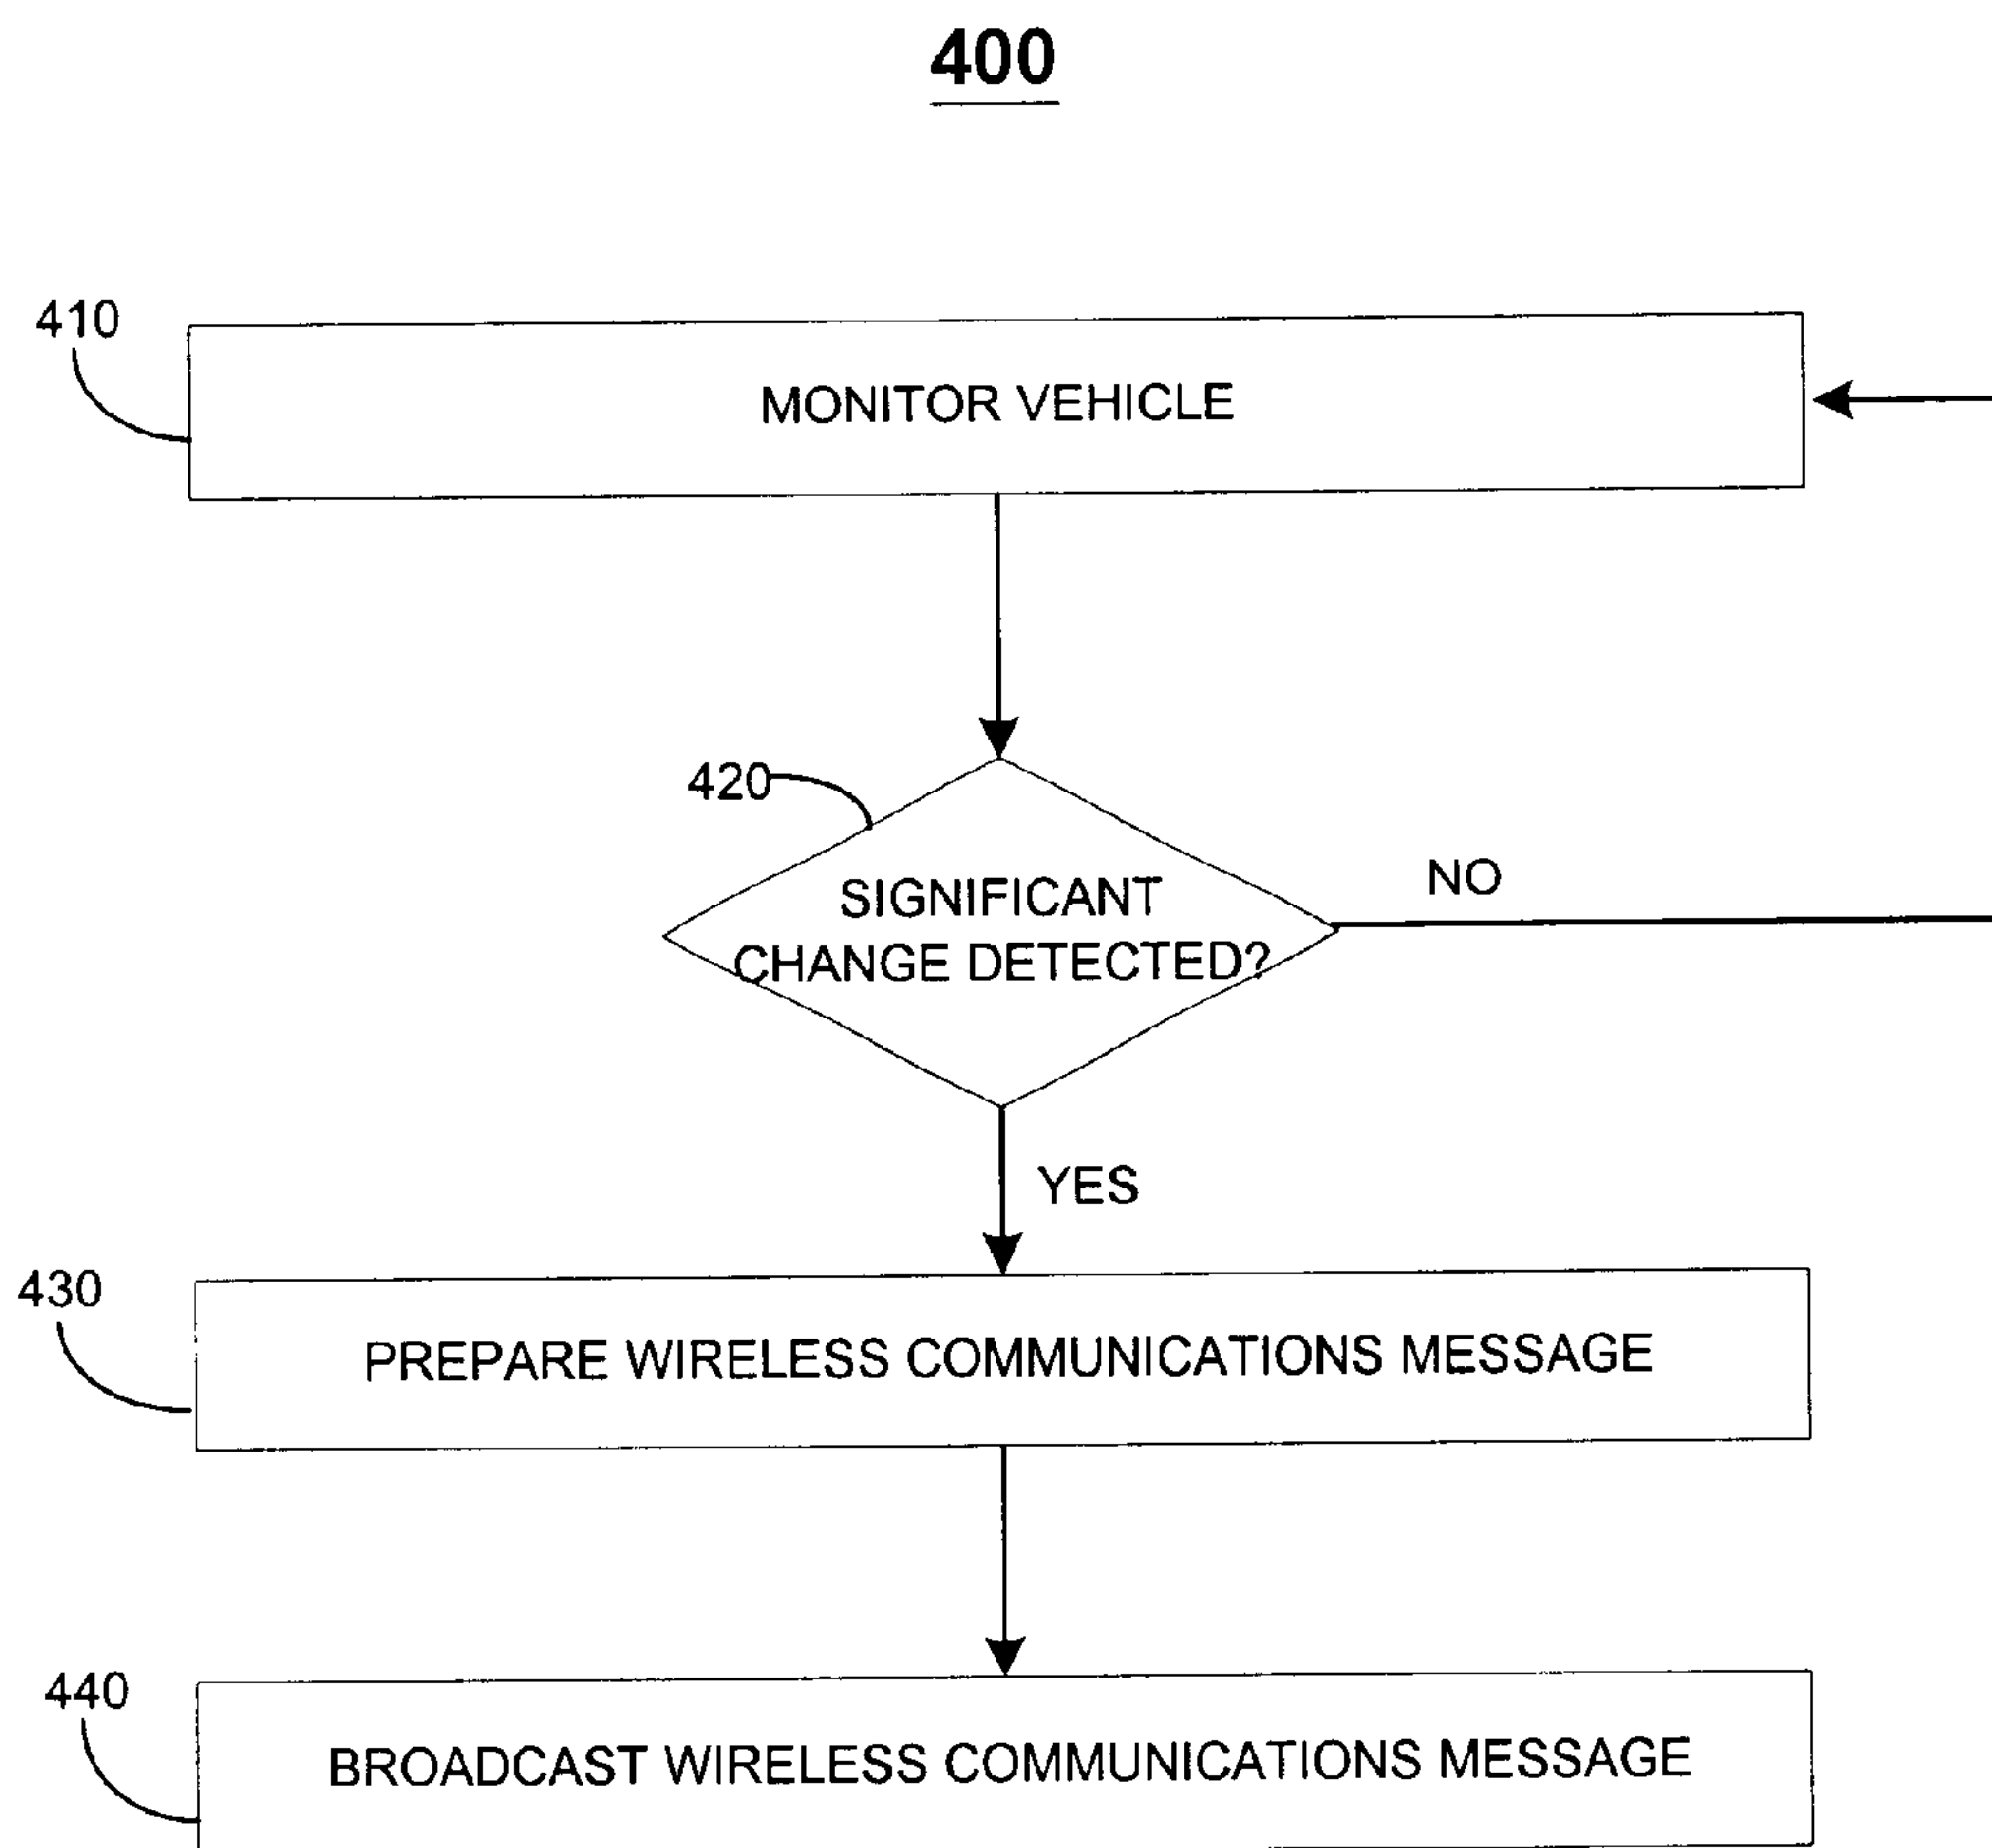 400
410
MONITOR VEHICLE
420
SIGNIFICANT
CHANGE DETECTED?
NO
YES
430
PREPARE WIRELESS COMMUNICATIONS MESSAGE
440
BROADCAST WIRELESS COMMUNICATIONS MESSAGE